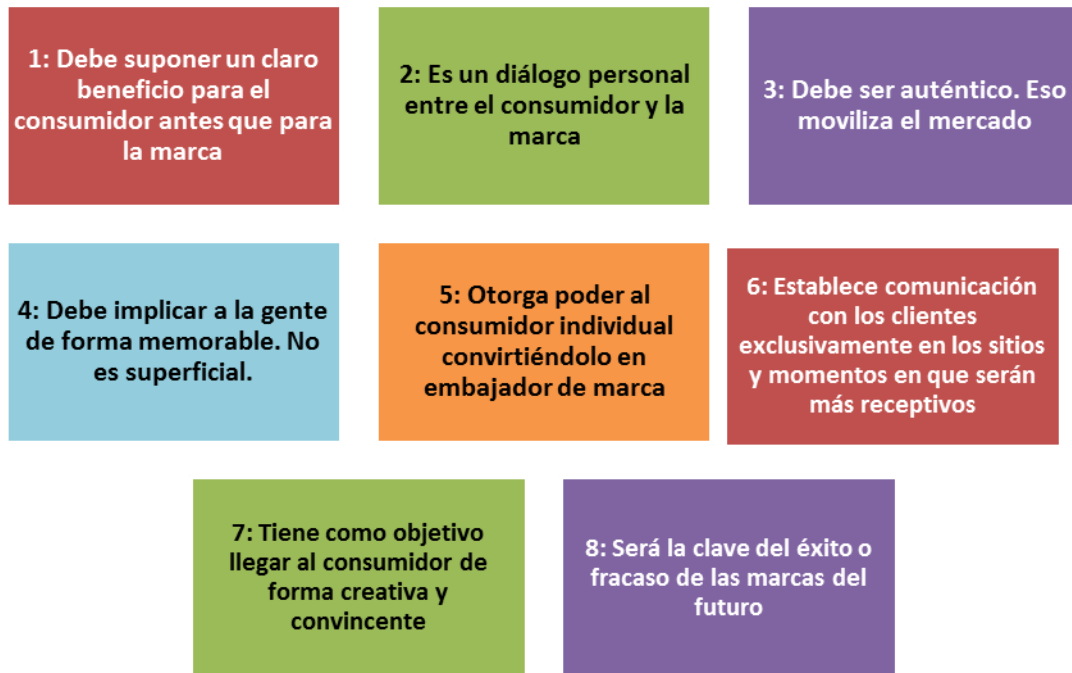 1: Debe suponer un claro
beneficio para el
consumidor antes que para
la marca
2: Es un diálogo personal
entre el consumidor y la
marca
3: Debe ser auténtico. Eso
moviliza el mercado
4: Debe implicar a la gente
de forma memorable. No
es superficial.
5: Otorga poder al
consumidor individual
convirtiéndolo en
embajador de marca
6: Establece comunicación
con los clientes
exclusivamente en los sitios
y momentos en que serán
más receptivos
7: Tiene como objetivo
llegar al consumidor de
forma creativa y
convincente
8: Será la clave del éxito o
fracaso de las marcas del
futuro